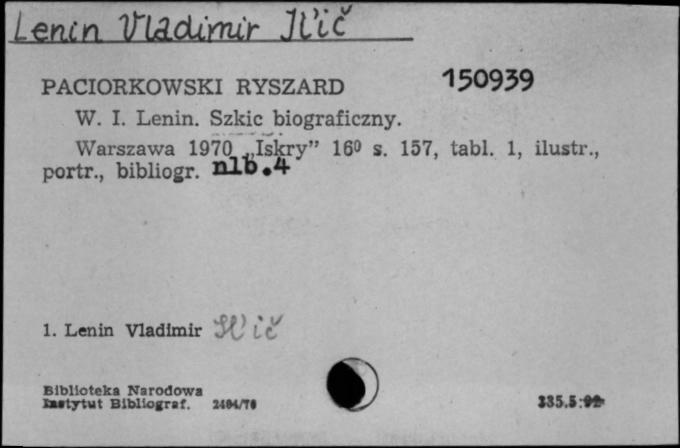 Lenin Vladimir Il'ič
PACIORKOWSKI RYSZARD 150939
W. I. Lenin. Szkic biograficzny.
Warszawa 1970 „Iskry” 16⁰ s. 157, tabl. 1, ilustr.,
portr., bibliogr. nlb.4
1. Lenin Vladimir Il'ič
Biblioteka Narodowa
Instytut Bibliograf. 2404/70 335.5:92